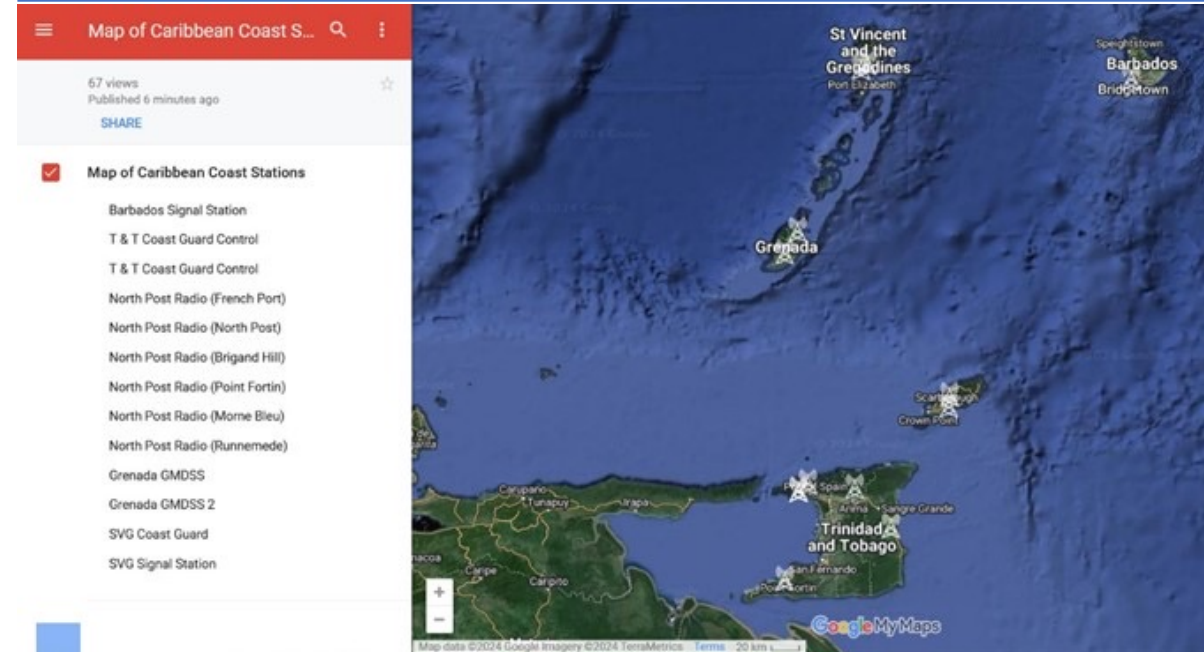 Map of Caribbean Coast S...
67 views
Published 6 minutes ago
SHARE
Map of Caribbean Coast Stations
Barbados Signal Station
T & T Coast Guard Control
T & T Coast Guard Control
North Post Radio (French Port)
North Post Radio (North Post)
North Post Radio (Brigand Hill)
North Post Radio (Point Fortin)
North Post Radio (Morne Bleu)
North Post Radio (Runnemede)
Grenada GMDSS
Grenada GMDSS 2
SVG Coast Guard
SVG Signal Station
St Vincent
and the
Grenadines
Port Elizabeth
Speightstown
Barbados
Bridgetown
Grenada
Scarborough
Crown Point
Carupano
Tunapuy
Irapa
Spain
Arima
Sangre Grande
Trinidad
and Tobago
San Fernando
Point Fortin
Caripe
Caripito
+
−
Google My Maps
Map data ©2024 Google Imagery ©2024 TerraMetrics
Terms
20 km